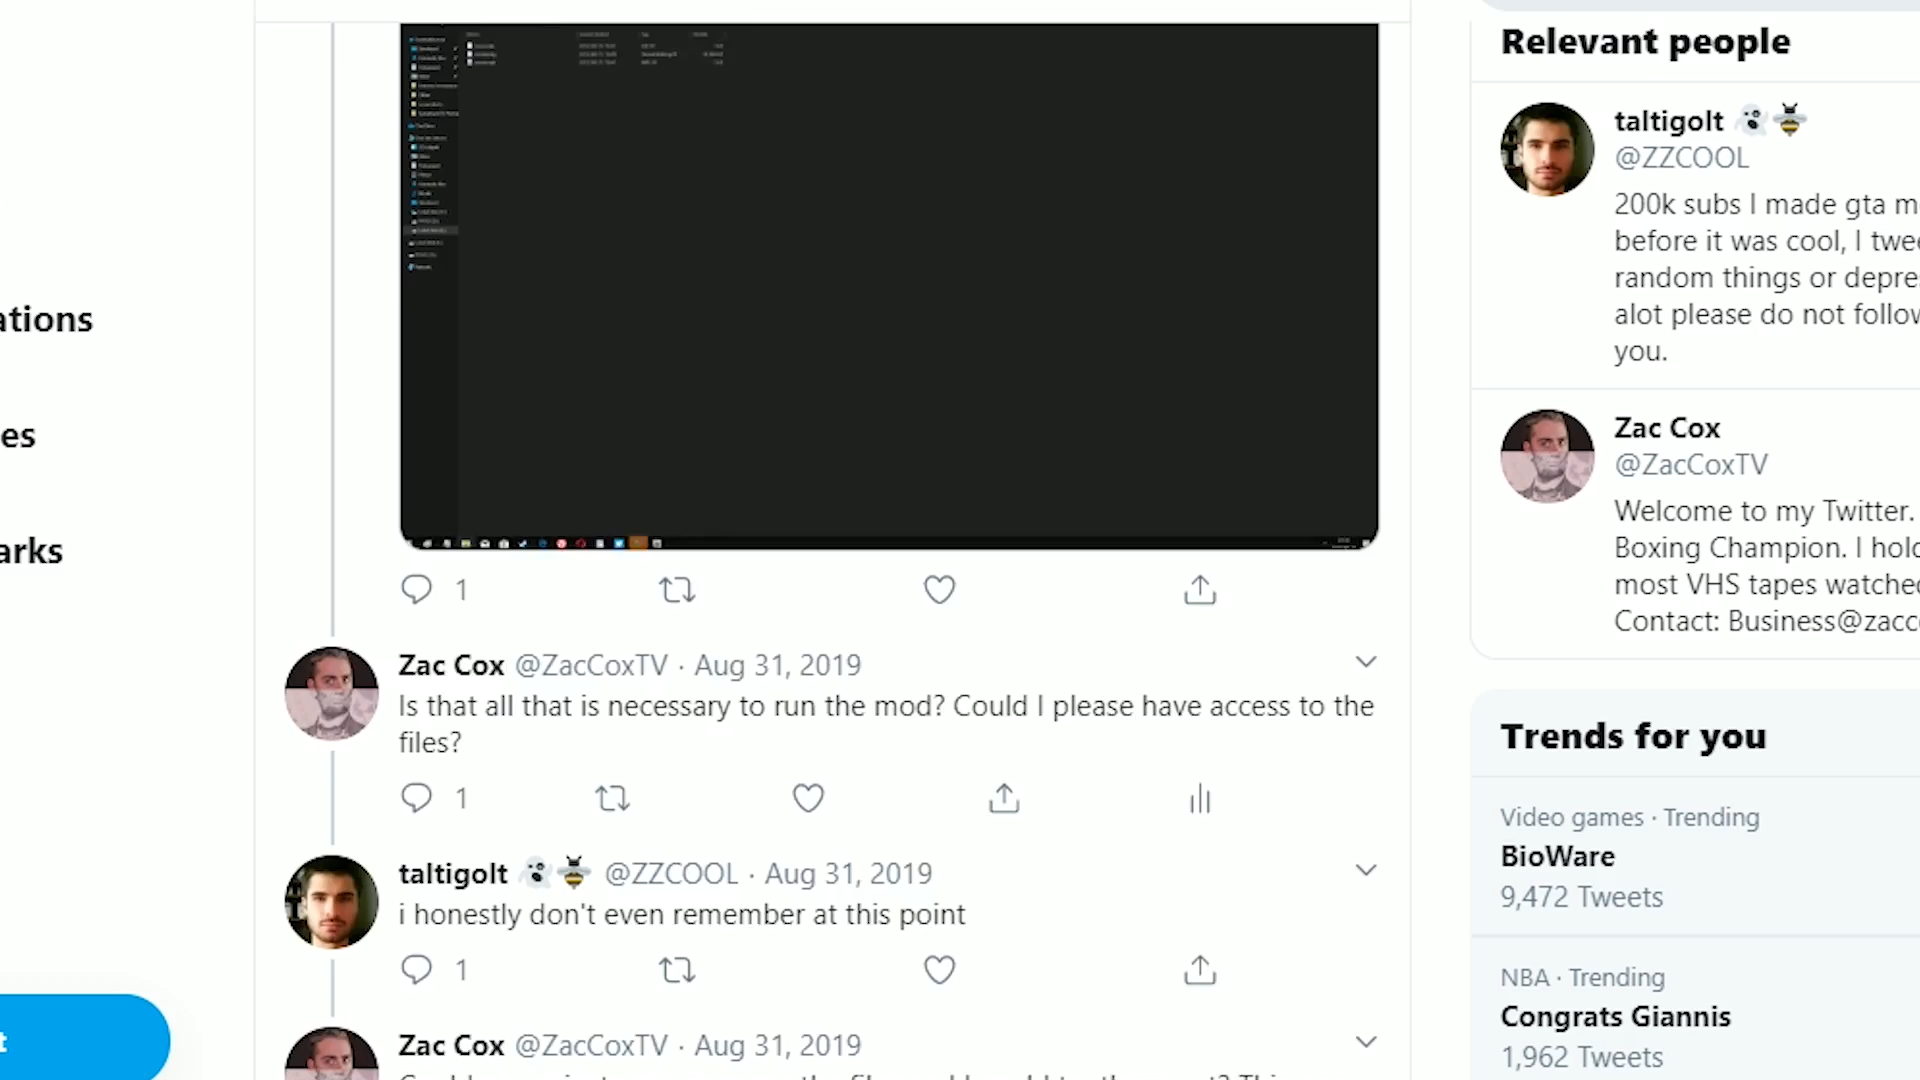 ations
es
arks
t
1
Zac Cox @ZacCoxTV · Aug 31, 2019
Is that all that is necessary to run the mod? Could I please have access to the
files?
1
taltigolt @ZZCOOL · Aug 31, 2019
i honestly don't even remember at this point
1
Zac Cox @ZacCoxTV · Aug 31, 2019
Relevant people
taltigolt
@ZZCOOL
200k subs I made gta m
before it was cool, I twe
random things or depre
alot please do not follow
you.
Zac Cox
@ZacCoxTV
Welcome to my Twitter.
Boxing Champion. I hold
most VHS tapes watched
Contact: Business@zacc
Trends for you
Video games · Trending
BioWare
9,472 Tweets
NBA · Trending
Congrats Giannis
1,962 Tweets